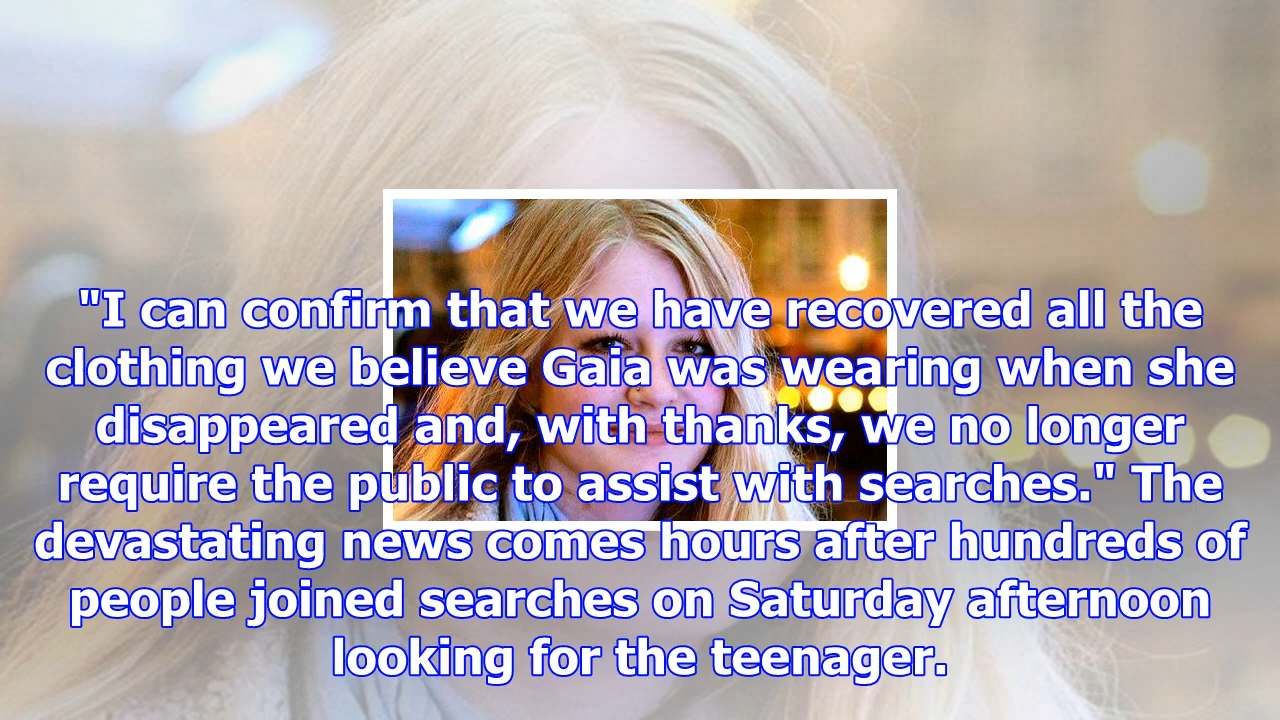 "I can confirm that we have recovered all the
clothing we believe Gaia was wearing when she
disappeared and, with thanks, we no longer
require the public to assist with searches." The
devastating news comes hours after hundreds of
people joined searches on Saturday afternoon
looking for the teenager.